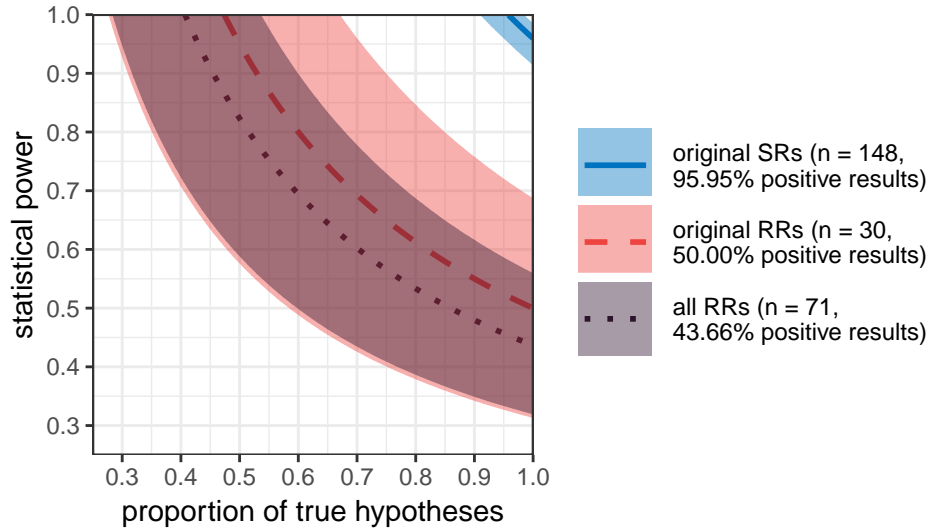 1.0
0.9
0.8
0.7
0.6
0.5
0.4
0.3
statistical power
0.3 0.4 0.5 0.6 0.7 0.8 0.9 1.0
proportion of true hypotheses
original SRs (n = 148,
95.95% positive results)
original RRs (n = 30,
50.00% positive results)
all RRs (n = 71,
43.66% positive results)